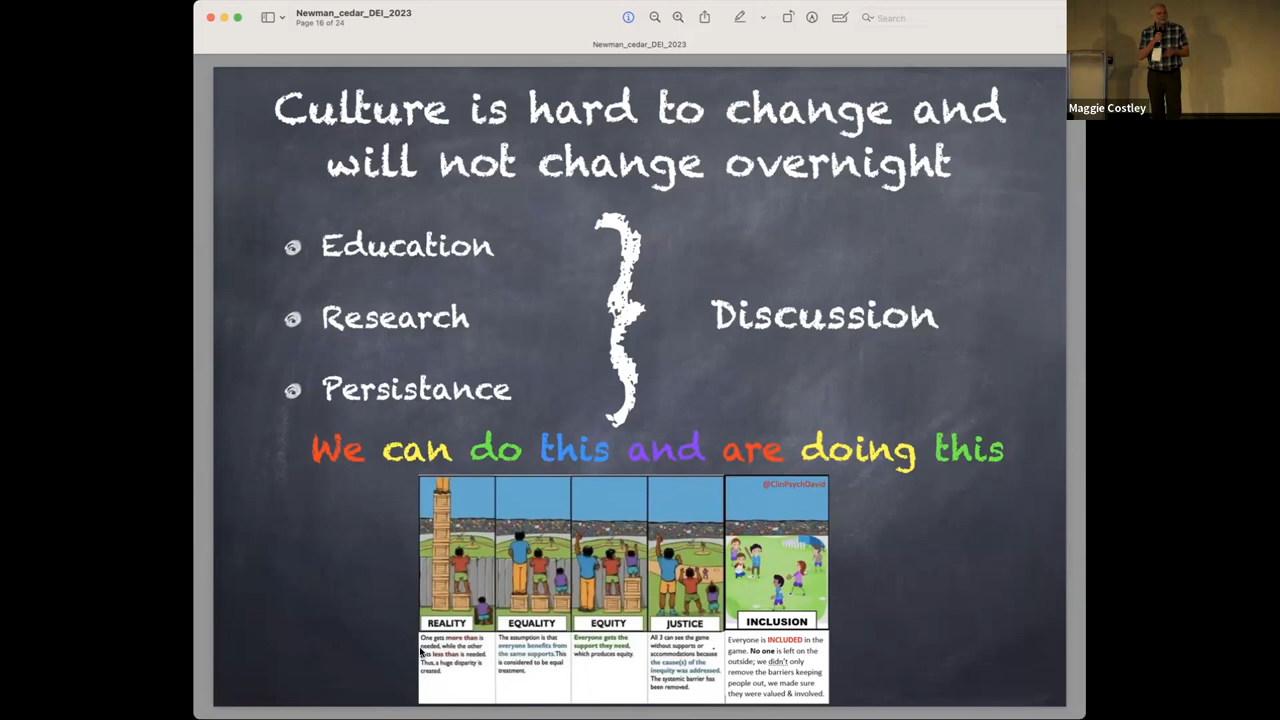 Newman_cedar_DEI_2023
Page 16 of 24
Search
Newman_cedar_DEI_2023
Maggie Costley
Culture is hard to change and
will not change overnight
Education
Research
Persistance
Discussion
We can do this and are doing this
@ClinPsychDavid
REALITY
One gets more than is
needed, while the other
gets less than is needed.
Thus, a huge disparity is
created.
EQUALITY
The assumption is that
everyone benefits from
the same supports. This
is considered to be equal
treatment.
EQUITY
Everyone gets the
support they need,
which produces equity.
JUSTICE
All 3 can see the game
without supports or
accommodations because
the cause(s) of the
inequity was addressed.
The systemic barrier has
been removed.
INCLUSION
Everyone is INCLUDED in the
game. No one is left on the
outside; we didn't only
remove the barriers keeping
people out, we made sure
they were valued & involved.